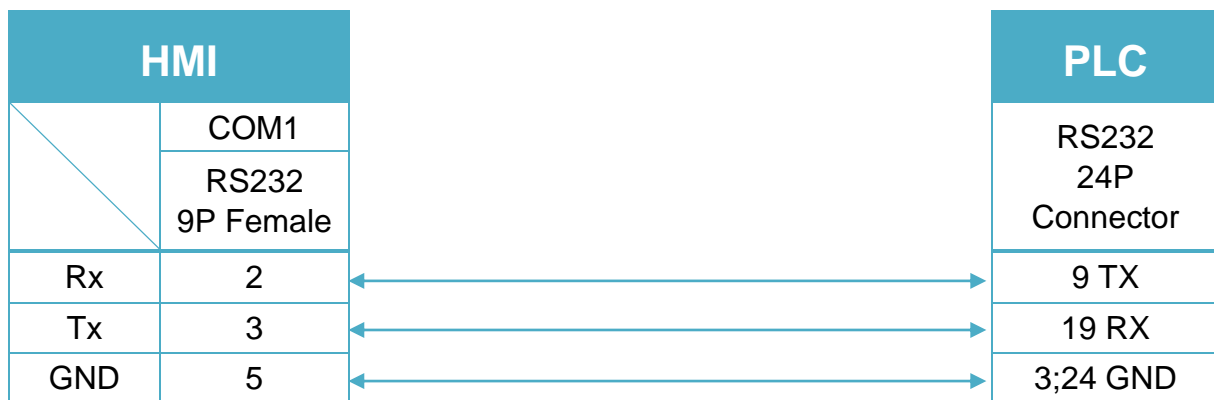 HMI
PLC
COM1
RS232
9P Female
RS232
24P
Connector
Rx 2 9 TX
Tx 3 19 RX
GND 5 3;24 GND